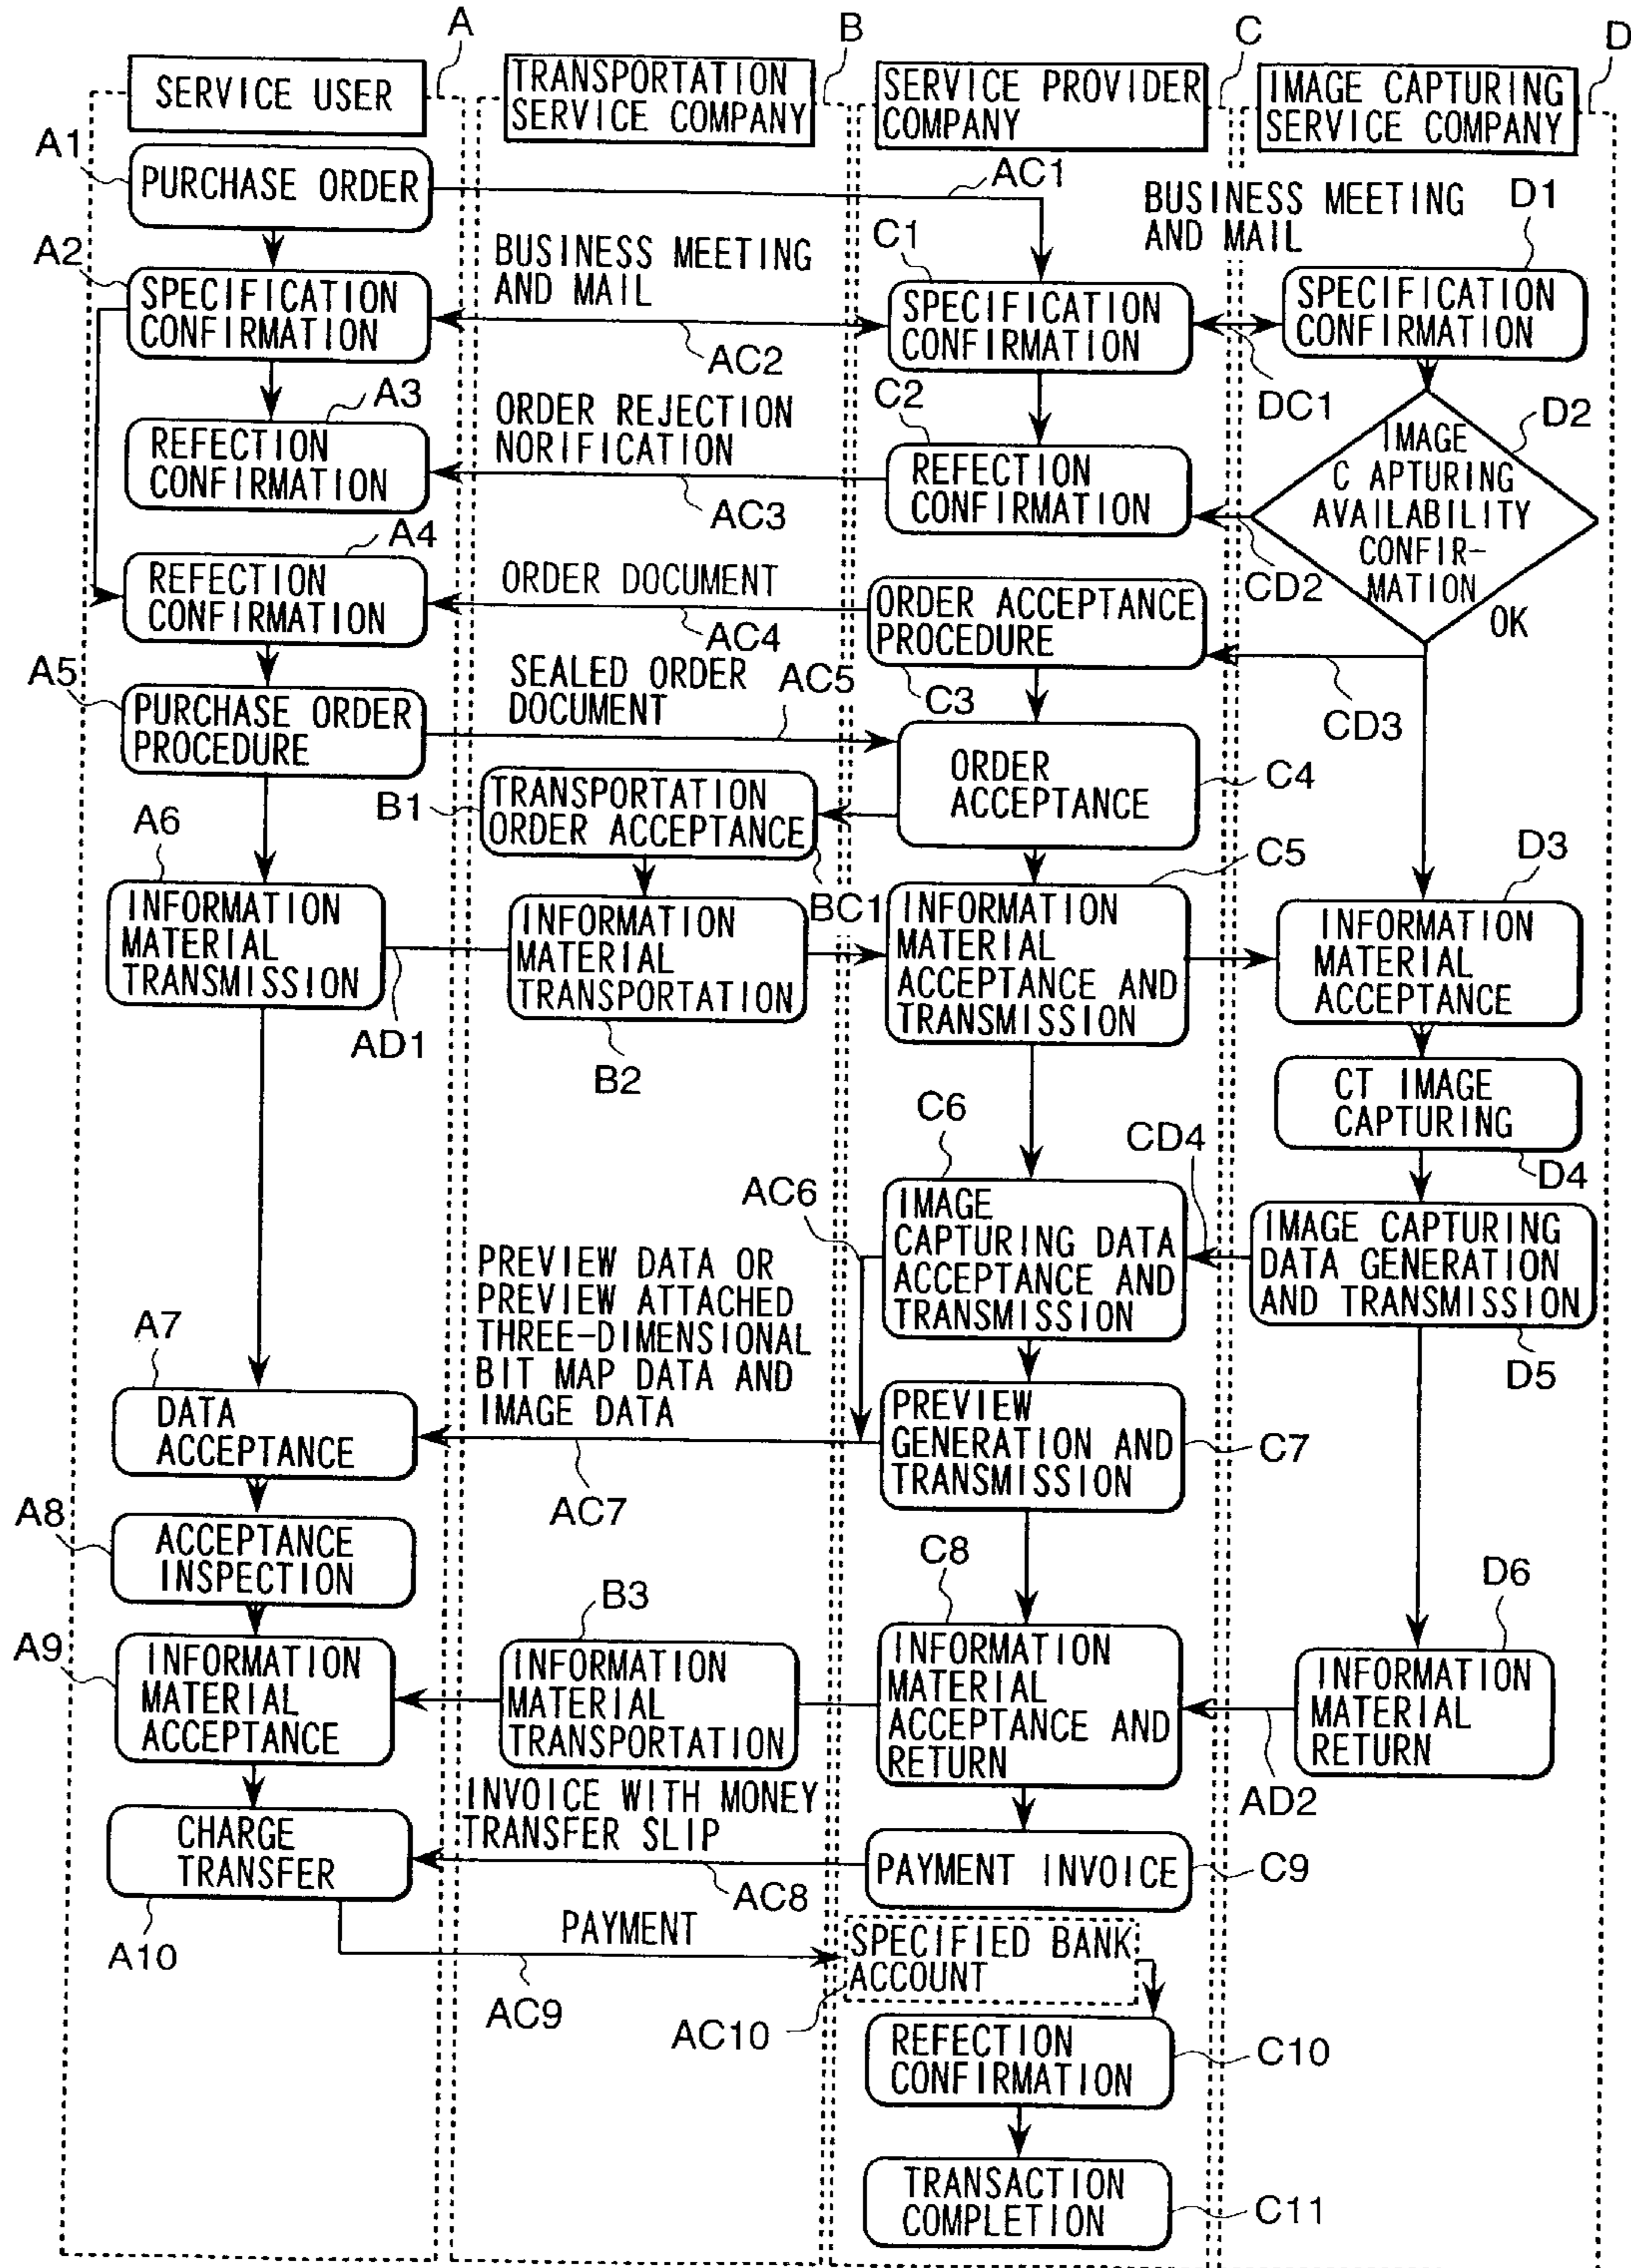 A
SERVICE USER
B
TRANSPORTATION
SERVICE COMPANY
C
SERVICE PROVIDER
COMPANY
D
IMAGE CAPTURING
SERVICE COMPANY
A1
PURCHASE ORDER
AC1
BUSINESS MEETING
AND MAIL
D1
A2
SPECIFICATION
CONFIRMATION
BUSINESS MEETING
AND MAIL
AC2
C1
SPECIFICATION
CONFIRMATION
DC1
SPECIFICATION
CONFIRMATION
A3
REFECTION
CONFIRMATION
ORDER REJECTION
NORIFICATION
AC3
C2
REFECTION
CONFIRMATION
CD2
D2
IMAGE
C APTURING
AVAILABILITY
CONFIR-
MATION
OK
A4
REFECTION
CONFIRMATION
ORDER DOCUMENT
AC4
ORDER ACCEPTANCE
PROCEDURE
C3
CD3
A5
PURCHASE ORDER
PROCEDURE
SEALED ORDER
DOCUMENT
AC5
ORDER
ACCEPTANCE
C4
B1
TRANSPORTATION
ORDER ACCEPTANCE
BC1
A6
INFORMATION
MATERIAL
TRANSMISSION
AD1
INFORMATION
MATERIAL
TRANSPORTATION
B2
C5
INFORMATION
MATERIAL
ACCEPTANCE AND
TRANSMISSION
D3
INFORMATION
MATERIAL
ACCEPTANCE
CT IMAGE
CAPTURING
D4
C6
CD4
AC6
IMAGE
CAPTURING DATA
ACCEPTANCE AND
TRANSMISSION
IMAGE CAPTURING
DATA GENERATION
AND TRANSMISSION
D5
PREVIEW DATA OR
PREVIEW ATTACHED
THREE-DIMENSIONAL
BIT MAP DATA AND
IMAGE DATA
A7
DATA
ACCEPTANCE
AC7
PREVIEW
GENERATION AND
TRANSMISSION
C7
A8
ACCEPTANCE
INSPECTION
A9
INFORMATION
MATERIAL
ACCEPTANCE
B3
INFORMATION
MATERIAL
TRANSPORTATION
C8
INFORMATION
MATERIAL
ACCEPTANCE AND
RETURN
D6
INFORMATION
MATERIAL
RETURN
AD2
INVOICE WITH MONEY
TRANSFER SLIP
CHARGE
TRANSFER
A10
AC8
PAYMENT INVOICE
C9
PAYMENT
AC9
SPECIFIED BANK
ACCOUNT
AC10
REFECTION
CONFIRMATION
C10
TRANSACTION
COMPLETION
C11